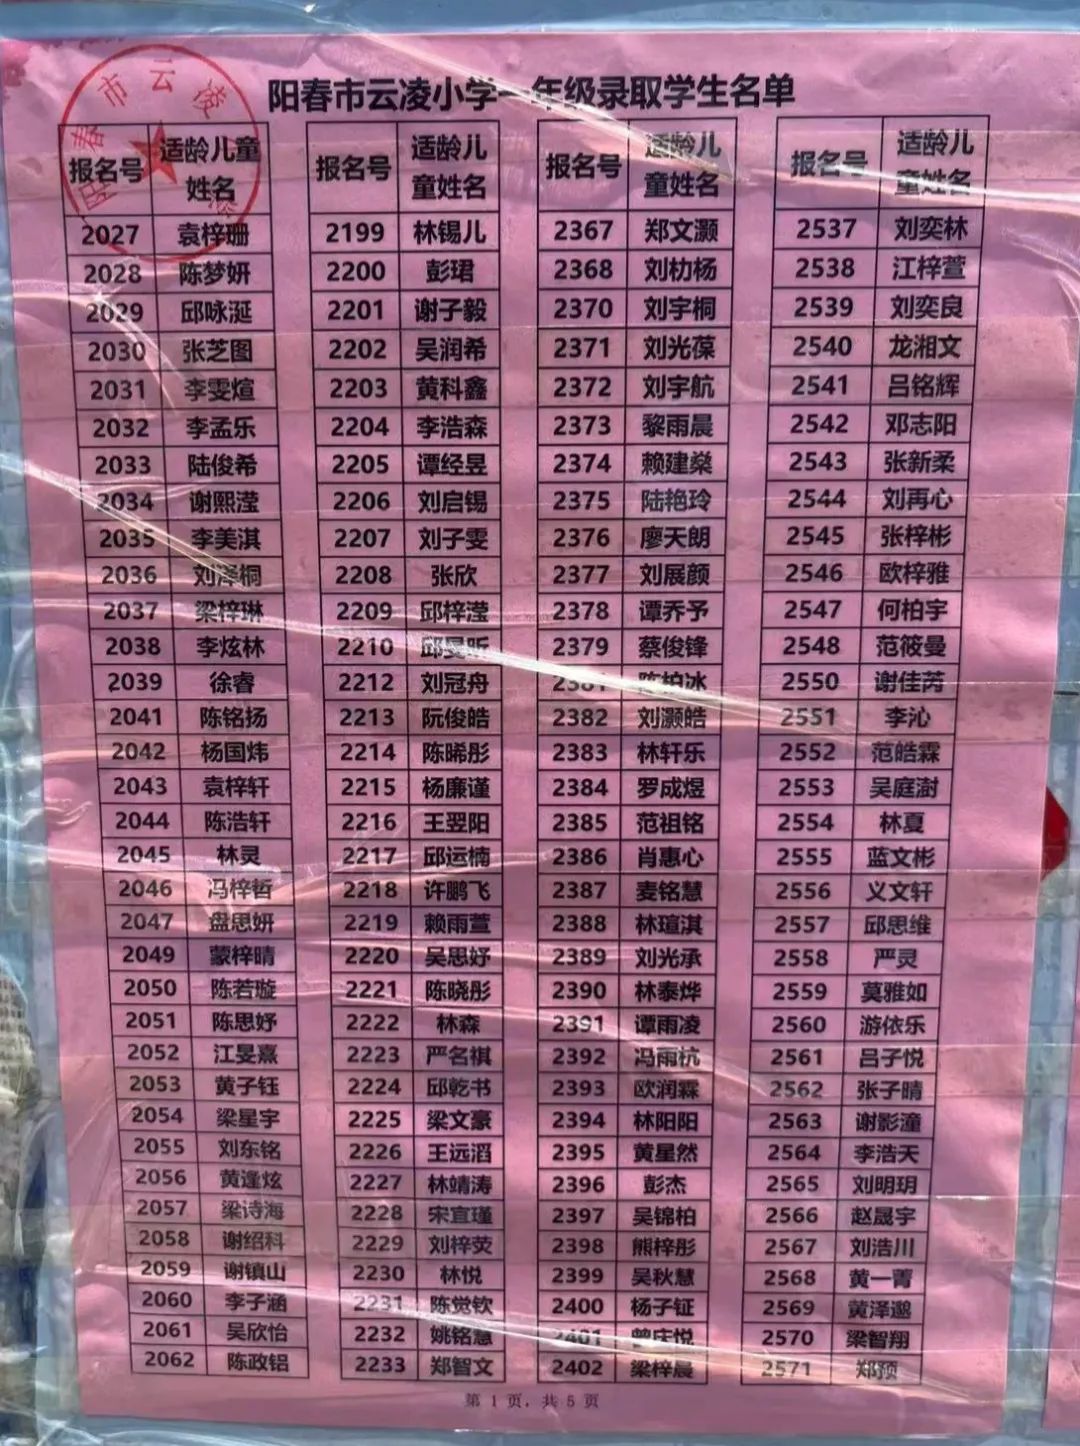 阳春市云凌小学一年级录取学生名单
报名号 适龄儿童姓名 报名号 适龄儿童姓名 报名号 适龄儿童姓名 报名号 适龄儿童姓名
2027 袁梓珊 2199 林锡儿 2367 郑文灏 2537 刘奕林
2028 陈梦妍 2200 彭珺 2368 刘朸杨 2538 江梓萱
2029 邱咏涎 2201 谢子毅 2370 刘宇桐 2539 刘奕良
2030 张芝图 2202 吴润希 2371 刘光葆 2540 龙湘文
2031 李雯煊 2203 黄科鑫 2372 刘宇航 2541 吕铭辉
2032 李孟乐 2204 李浩森 2373 黎雨晨 2542 邓志阳
2033 陆俊希 2205 谭经昱 2374 赖建燊 2543 张新柔
2034 谢熙滢 2206 刘启锡 2375 陆艳玲 2544 刘再心
2035 李美淇 2207 刘子雯 2376 廖天朗 2545 张梓彬
2036 刘泽桐 2208 张欣 2377 刘展颜 2546 欧梓雅
2037 梁梓琳 2209 邱梓滢 2378 谭乔予 2547 何柏宇
2038 李炫林 2210 邱旻昕 2379 蔡俊锋 2548 范筱曼
2039 徐睿 2212 刘冠舟 2381 陈柏冰 2550 谢佳芮
2041 陈铭扬 2213 阮俊皓 2382 刘灏皓 2551 李沁
2042 杨国炜 2214 陈晞彤 2383 林轩乐 2552 范皓霖
2043 袁梓轩 2215 杨廉谨 2384 罗成煜 2553 吴庭澍
2044 陈浩轩 2216 王翌阳 2385 范祖铭 2554 林夏
2045 林灵 2217 邱运楠 2386 肖惠心 2555 蓝文彬
2046 冯梓哲 2218 许鹏飞 2387 麦铭慧 2556 义文轩
2047 盘思妍 2219 赖雨萱 2388 林瑄淇 2557 邱思维
2049 蒙梓晴 2220 吴思妤 2389 刘光承 2558 严灵
2050 陈若璇 2221 陈晓彤 2390 林泰烨 2559 莫雅如
2051 陈思妤 2222 林森 2391 谭雨凌 2560 游依乐
2052 江旻熹 2223 严名祺 2392 冯雨杭 2561 吕子悦
2053 黄子钰 2224 邱乾书 2393 欧润霖 2562 张子晴
2054 梁星宇 2225 梁文豪 2394 林阳阳 2563 谢影潼
2055 刘东铭 2226 王远滔 2395 黄星然 2564 李浩天
2056 黄逢炫 2227 林靖涛 2396 彭杰 2565 刘明玥
2057 梁诗海 2228 宋宜瑾 2397 吴锦柏 2566 赵晟宇
2058 谢绍科 2229 刘梓荧 2398 熊梓彤 2567 刘浩川
2059 谢镇山 2230 林悦 2399 吴秋慧 2568 黄一菁
2060 李子涵 2231 陈觉钦 2400 杨子钲 2569 黄泽邈
2061 吴欣怡 2232 姚铭慧 2401 曾庆悦 2570 梁智翔
2062 陈政铝 2233 郑智文 2402 梁梓晨 2571 郑预
第 1 页，共 5 页